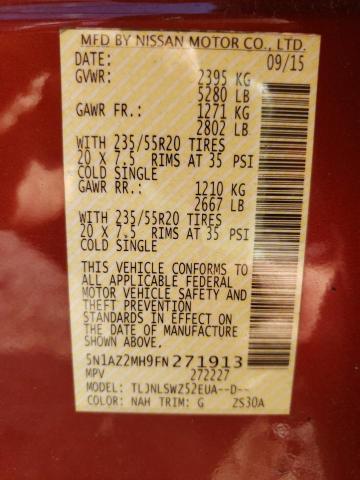 MFD BY NISSAN MOTOR CO., LTD.
DATE: 09/15
GVWR: 2395 KG
5280 LB
GAWR FR.: 1271 KG
2802 LB
WITH 235/55R20 TIRES
20 X 7.5 RIMS AT 35 PSI
COLD SINGLE
GAWR RR.: 1210 KG
2667 LB
WITH 235/55R20 TIRES
20 X 7.5 RIMS AT 35 PSI
COLD SINGLE
THIS VEHICLE CONFORMS TO
ALL APPLICABLE FEDERAL
MOTOR VEHICLE SAFETY AND
THEFT PREVENTION
STANDARDS IN EFFECT ON
THE DATE OF MANUFACTURE
SHOWN ABOVE.
5N1AZ2MH9FN271913
MPV 272227
MODEL: TLJNLSWZ52EUA--D--
COLOR: NAH TRIM: G ZS30A